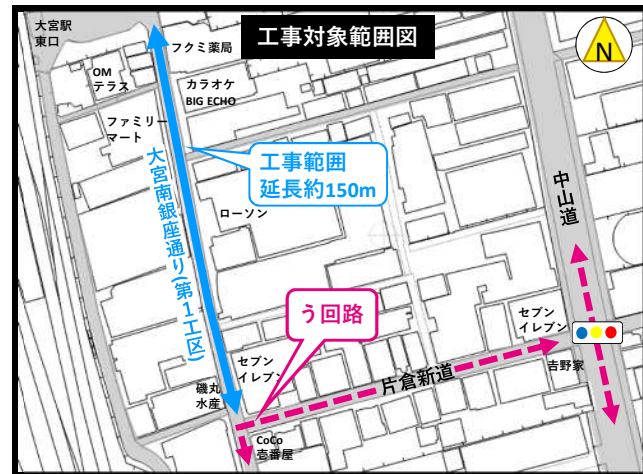 工事対象範囲図
大宮駅
東口
N
フクミ薬局
OM
テラス
カラオケ
BIG ECHO
ファミリー
マート
工事範囲
延長約150m
大宮南銀座通り(第1工区)
ローソン
中山道
う回路
セブン
イレブン
セブン
イレブン
片倉新道
吉野家
磯丸
水産
CoCo
壱番屋